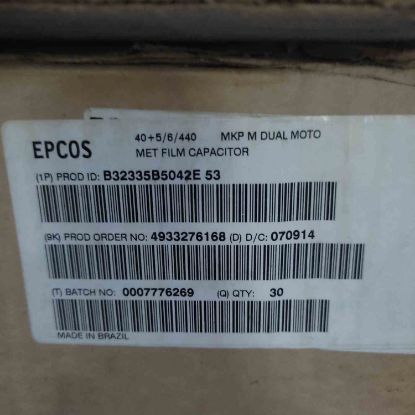 EPCOS
40+5/6/440 MKP M DUAL MOTO
MET FILM CAPACITOR
(1P) PROD ID: B32335B5042E 53
(9K) PROD ORDER NO: 4933276168 (D) D/C: 070914
(T) BATCH NO: 0007776269 (Q) QTY: 30
MADE IN BRAZIL